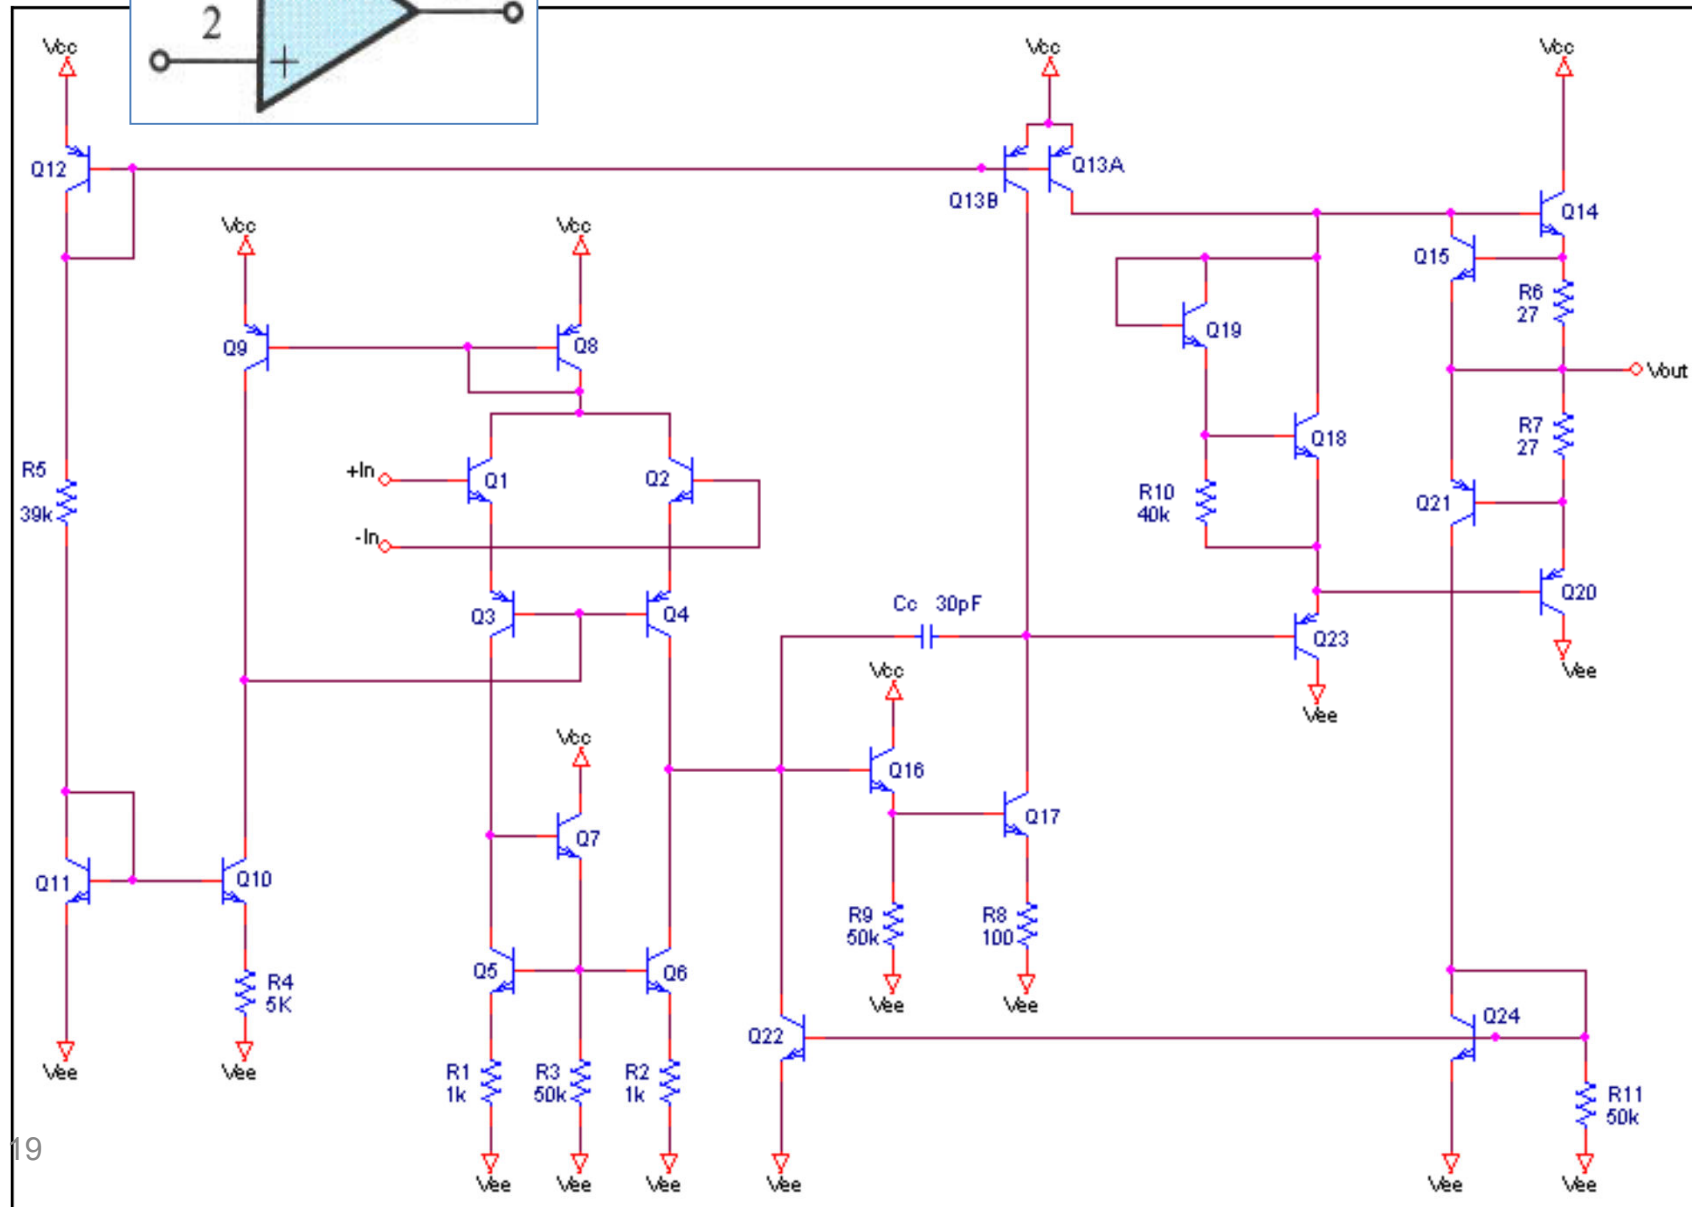 2
+
Vcc
Vcc
Vcc
Q12
Q13A
Q13B
Q14
Vcc
Vcc
Q15
R6
27
Q19
Q9
Q8
Vout
R7
27
Q18
R5
39k
+In
Q1
Q2
R10
40k
Q21
-In
Q3
Q4
Cc 30pF
Q20
Q23
Vcc
Vee
Vee
Vcc
Q16
Q7
Q17
Q11
Q10
R9
50k
R8
100
Q5
Q6
R4
5K
Vee
Vee
Q24
Q22
Vee
Vee
R1
1k
R3
50k
R2
1k
R11
50k
19
Vee
Vee
Vee
Vee
Vee
Vee